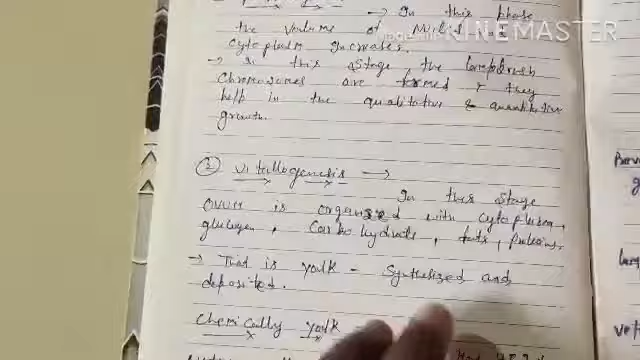 → In this phase
the volume of
KINEMASTER
cytoplasm increases.
→ In this stage, the lampbrush
chromosomes are formed & they
help in the qualitative & quantitative
growth.
② vitallogenesis →
In this stage
ovum is organised with cytoplasm,
glucogen, carbohydrate, fats, proteins.
→ That is yolk - Synthesized and
deposited.
Chemically yolk